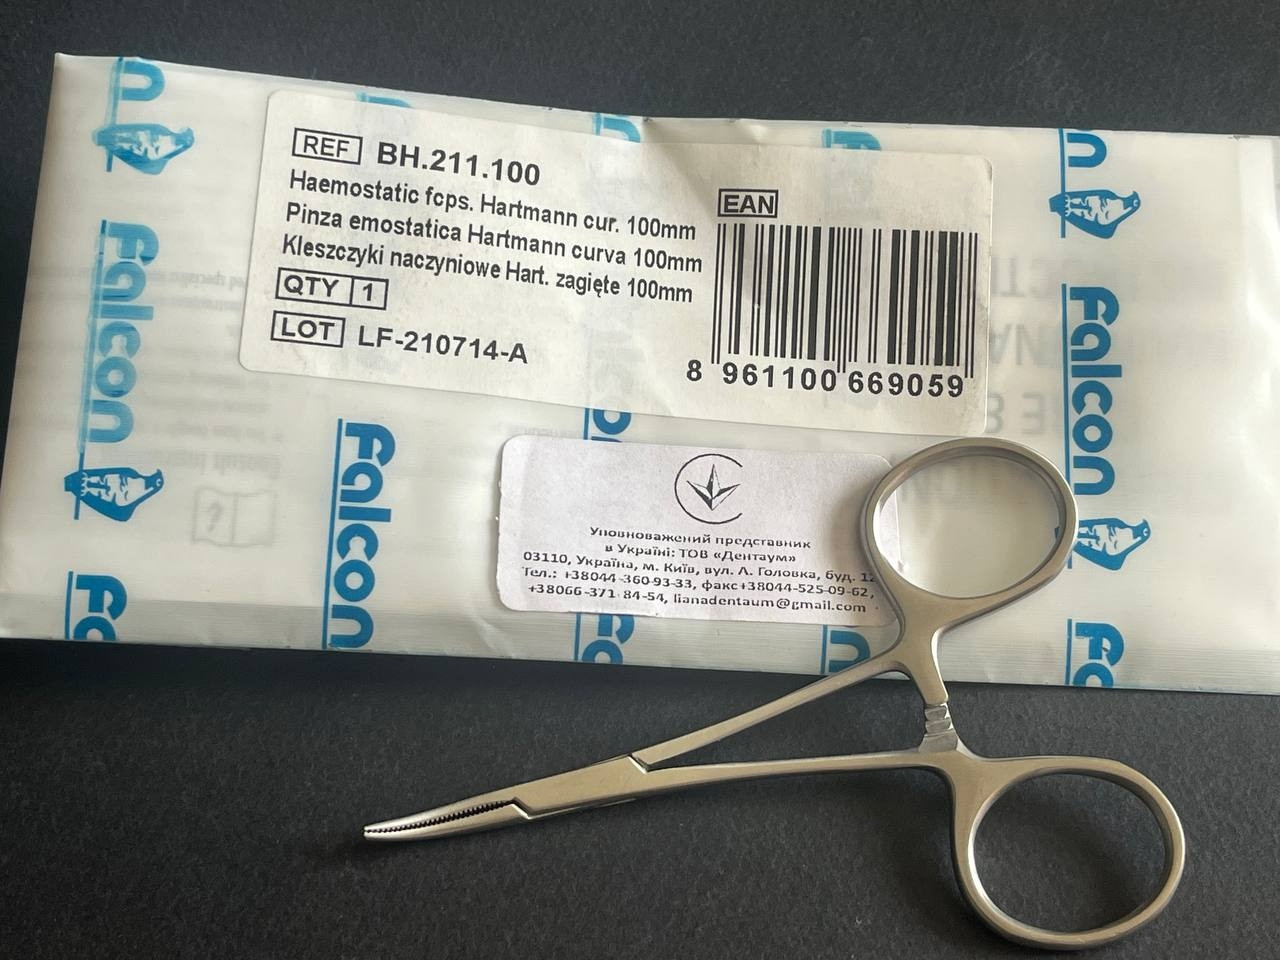 REF BH.211.100
Haemostatic fcps. Hartmann cur. 100mm
Pinza emostatica Hartmann curva 100mm
Kleszczyki naczyniowe Hart. zagięte 100mm
QTY 1
LOT LF-210714-A
EAN
8 961100 669059
Falcon
Falcon
Falcon
Уповноважений представник
в Україні: ТОВ «Дентаум»
03110, Україна, м. Київ, вул. Л. Головка, буд. 12
Тел.: +38044-360-93-33, факс+38044-525-09-62,
+38066-371 84-54, lianadentaum@gmail.com